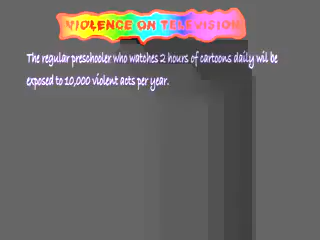 VIOLENCE ON TELEVISION
The regular preschooler who watches 2 hours of cartoons daily wil be
exposed to 10,000 violent acts per year.